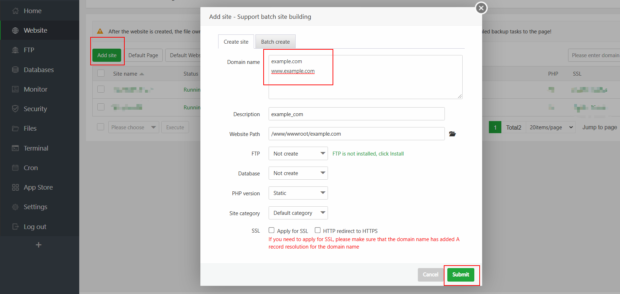 Home
Website
FTP
Databases
Monitor
Security
Files
Terminal
Cron
App Store
Settings
Log out
After the website is created, the file
ted backup tasks to the page!
Add site
Default Page
Default Web
Please enter domain
Site name
Status
PHP
SSL
Runnin
Runnin
Please choose
Execute
1
Total2
20items/page
Jump to page
Add site - Support batch site building
Create site
Batch create
Domain name
example.com
www.example.com
Description
example_com
Website Path
/www/wwwroot/example.com
FTP
Not create
FTP is not installed, click Install
Database
Not create
PHP version
Static
Site category
Default category
SSL
Apply for SSL
HTTP redirect to HTTPS
If you need to apply for SSL, please make sure that the domain name has added A
record resolution for the domain name
Cancel
Submit